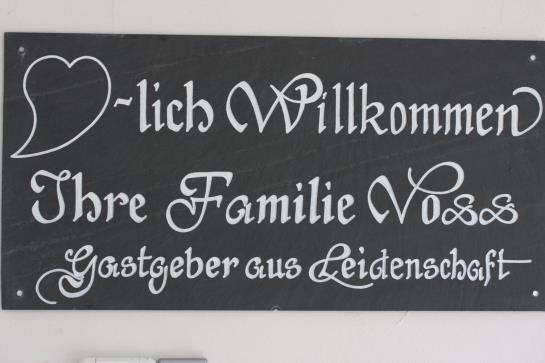 ♡-lich Willkommen
Ihre Familie Voss
Gastgeber aus Leidenschaft